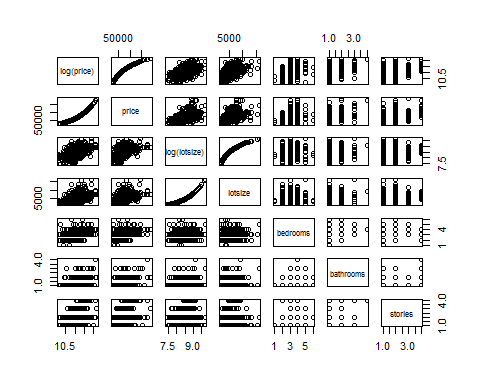 50000 5000 1.0 3.0
log(price) 10.5
50000 price
log(lotsize) 7.5
5000 lotsize
bedrooms 1 4
1.0 4.0 bathrooms
stories 1.0 4.0
10.5 7.5 9.0 1 3 5 1.0 3.0